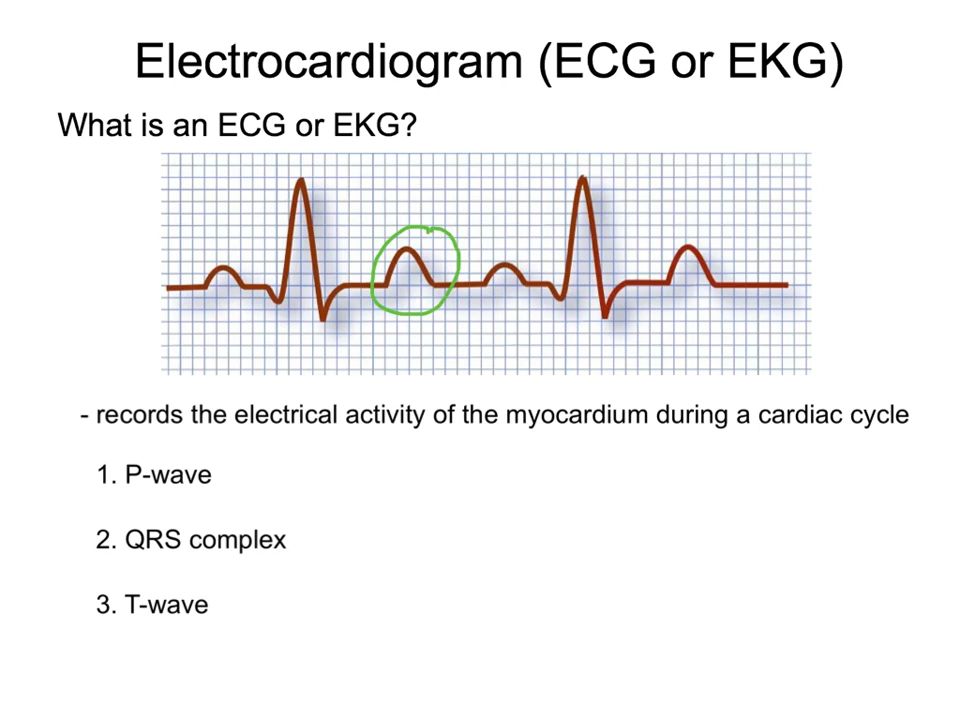 Electrocardiogram (ECG or EKG)
What is an ECG or EKG?
- records the electrical activity of the myocardium during a cardiac cycle
1. P-wave
2. QRS complex
3. T-wave